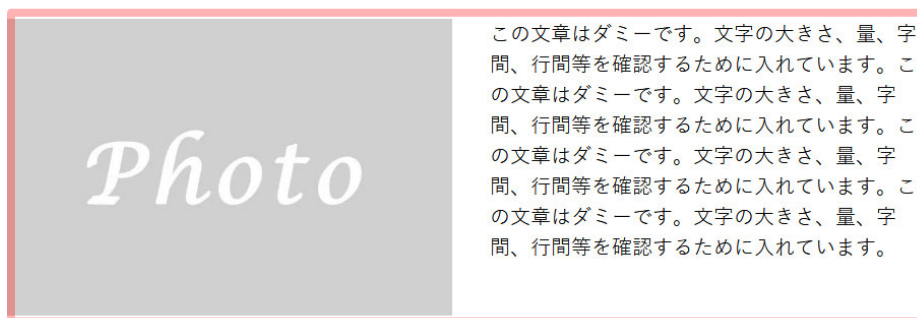 Photo
この文章はダミーです。文字の大きさ、量、字
間、行間等を確認するために入れています。こ
の文章はダミーです。文字の大きさ、量、字
間、行間等を確認するために入れています。こ
の文章はダミーです。文字の大きさ、量、字
間、行間等を確認するために入れています。こ
の文章はダミーです。文字の大きさ、量、字
間、行間等を確認するために入れています。